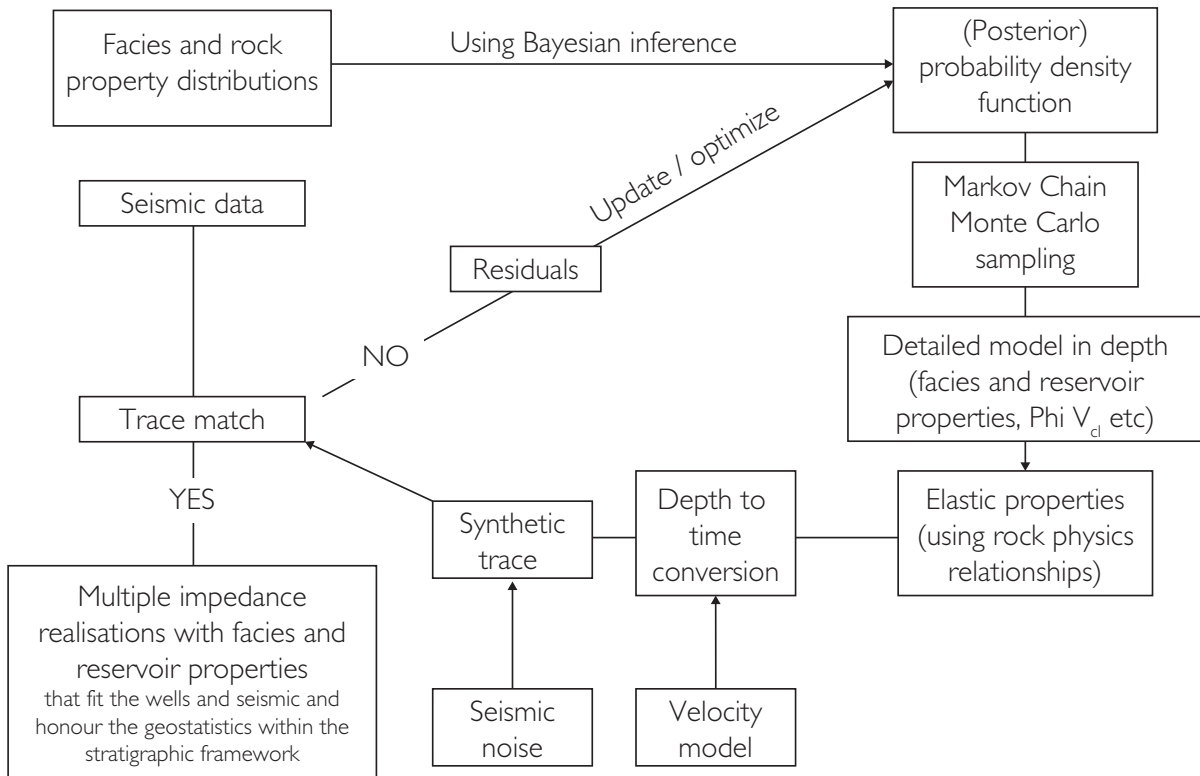 Facies and rock
property distributions
Using Bayesian inference
(Posterior)
probability density
function
Update / optimize
Markov Chain
Monte Carlo
sampling
Seismic data
Residuals
Detailed model in depth
(facies and reservoir
properties, Phi V_cl etc)
NO
Trace match
YES
Synthetic
trace
Depth to
time
conversion
Elastic properties
(using rock physics
relationships)
Multiple impedance
realisations with facies and
reservoir properties
that fit the wells and seismic and
honour the geostatistics within the
stratigraphic framework
Seismic
noise
Velocity
model